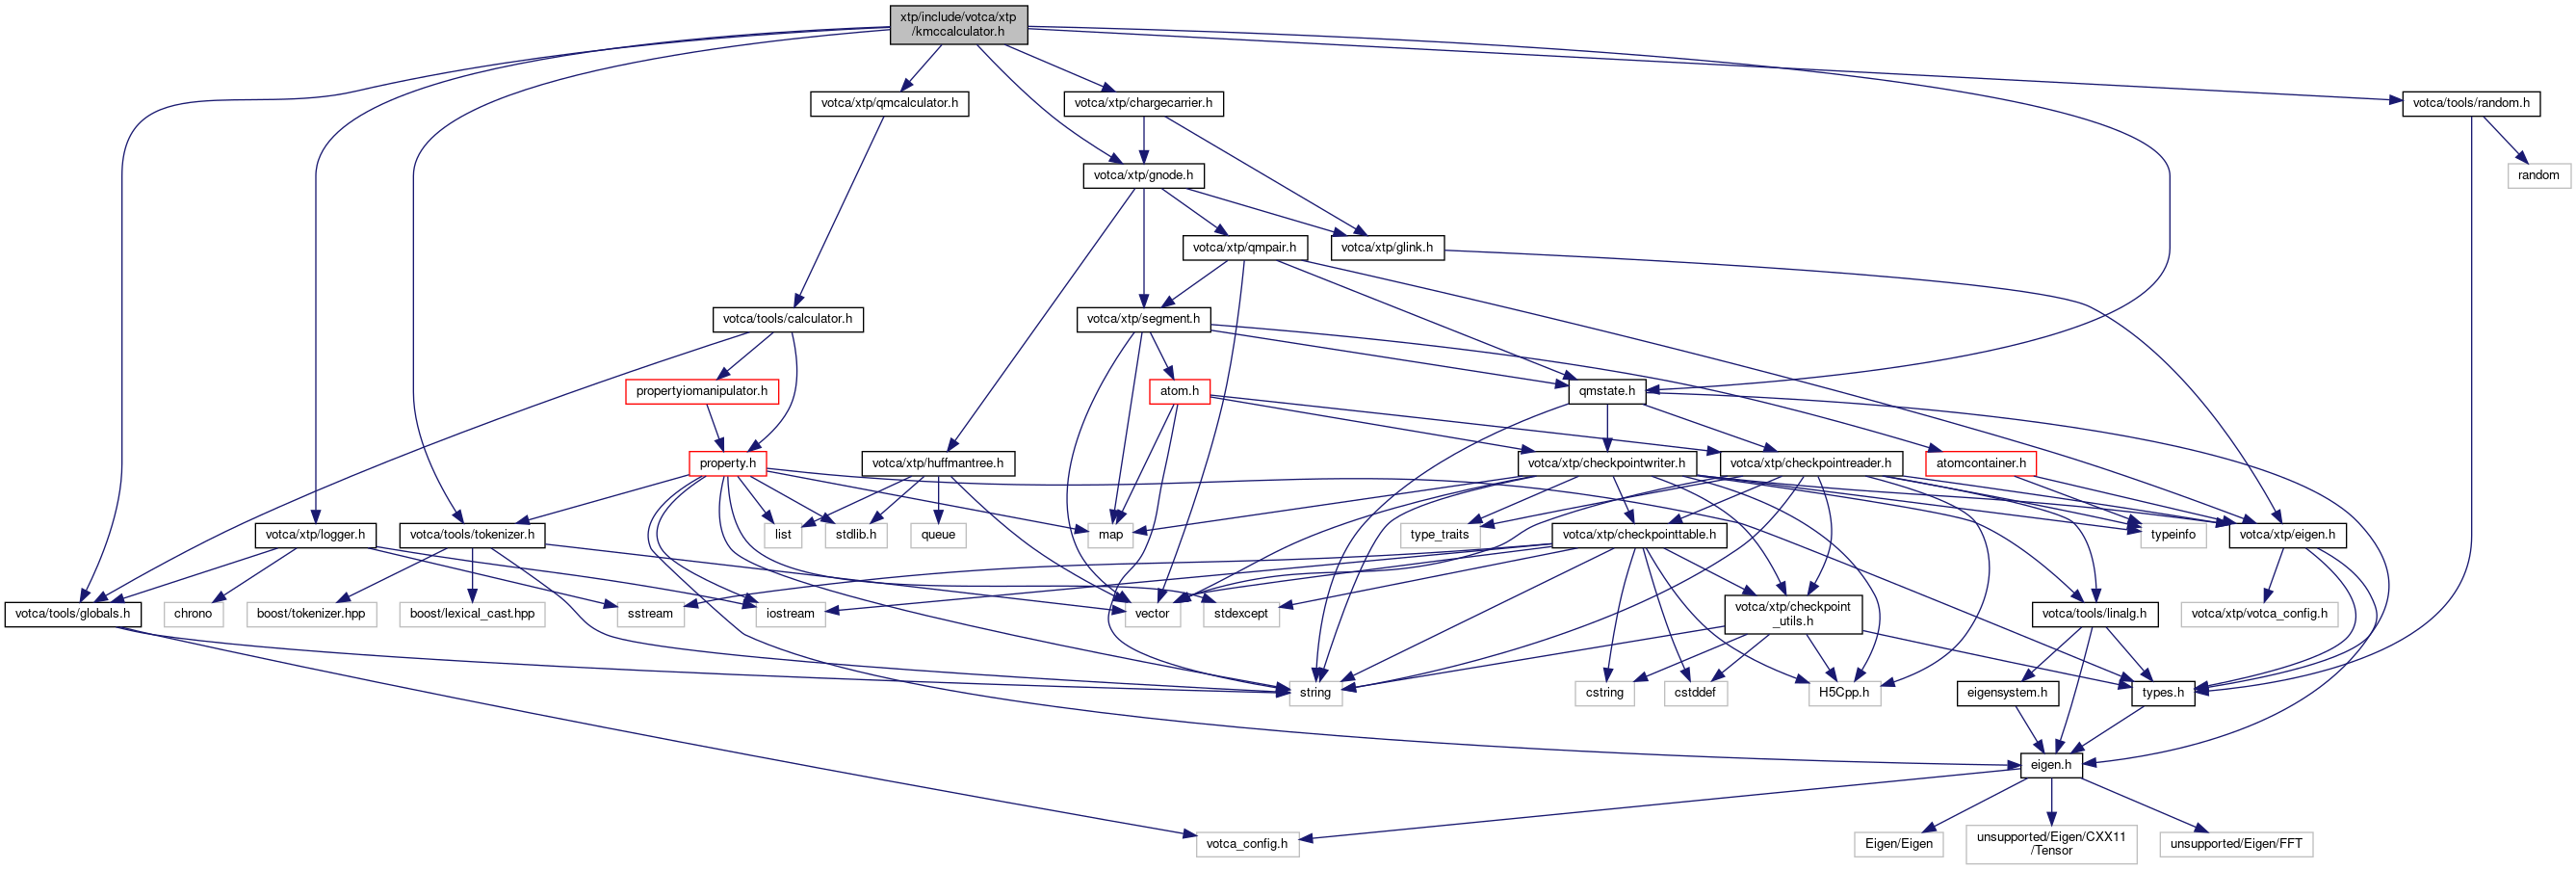 xtp/include/votca/xtp
/kmccalculator.h
votca/xtp/qmcalculator.h
votca/xtp/chargecarrier.h
votca/tools/random.h
votca/xtp/gnode.h
random
votca/xtp/qmpair.h
votca/xtp/glink.h
votca/tools/calculator.h
votca/xtp/segment.h
propertyiomanipulator.h
atom.h
qmstate.h
property.h
votca/xtp/huffmantree.h
votca/xtp/checkpointwriter.h
votca/xtp/checkpointreader.h
atomcontainer.h
votca/xtp/logger.h
votca/tools/tokenizer.h
list
stdlib.h
queue
map
type_traits
votca/xtp/checkpointtable.h
typeinfo
votca/xtp/eigen.h
votca/tools/globals.h
chrono
boost/tokenizer.hpp
boost/lexical_cast.hpp
sstream
iostream
vector
stdexcept
votca/xtp/checkpoint
_utils.h
votca/tools/linalg.h
votca/xtp/votca_config.h
string
cstring
cstddef
H5Cpp.h
eigensystem.h
types.h
eigen.h
votca_config.h
Eigen/Eigen
unsupported/Eigen/CXX11
/Tensor
unsupported/Eigen/FFT